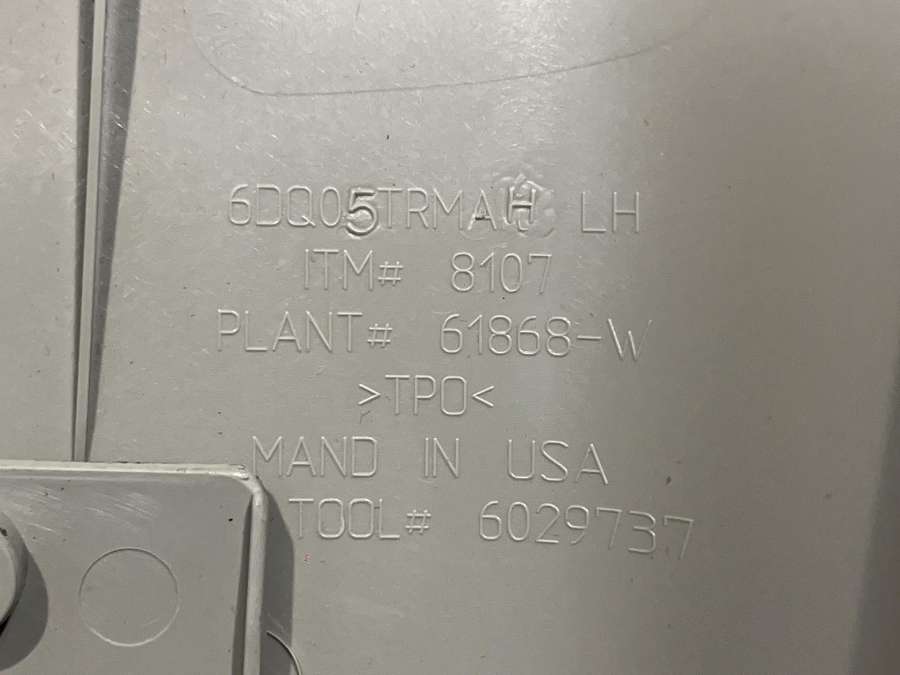 6DQ05TRMAH LH
ITM# 8107
PLANT# 61868-W
>TPO<
MAND IN USA
TOOL# 6029737